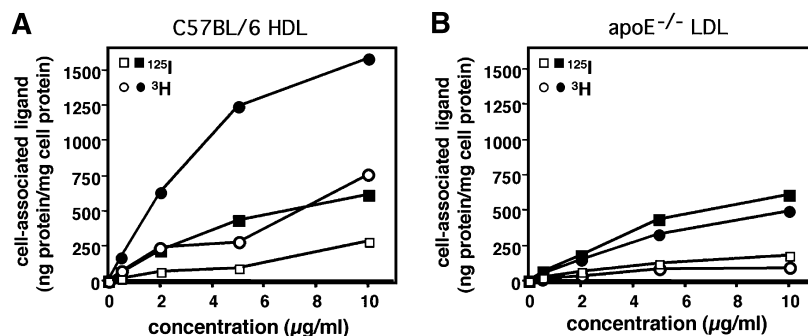 A
C57BL/6 HDL
125I
3H
1500
1250
1000
750
500
250
0
0 2 4 6 8 10
cell-associated ligand
(ng protein/mg cell protein)
concentration (µg/ml)
B
apoE-/- LDL
125I
3H
1500
1250
1000
750
500
250
0
0 2 4 6 8 10
cell-associated ligand
(ng protein/mg cell protein)
concentration (µg/ml)